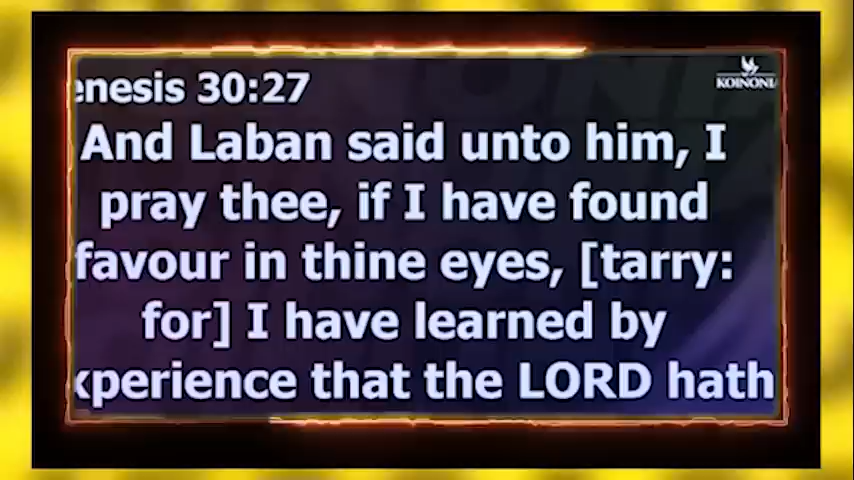 enesis 30:27
KOINONI
And Laban said unto him, I
pray thee, if I have found
favour in thine eyes, [tarry:
for] I have learned by
xperience that the LORD hath